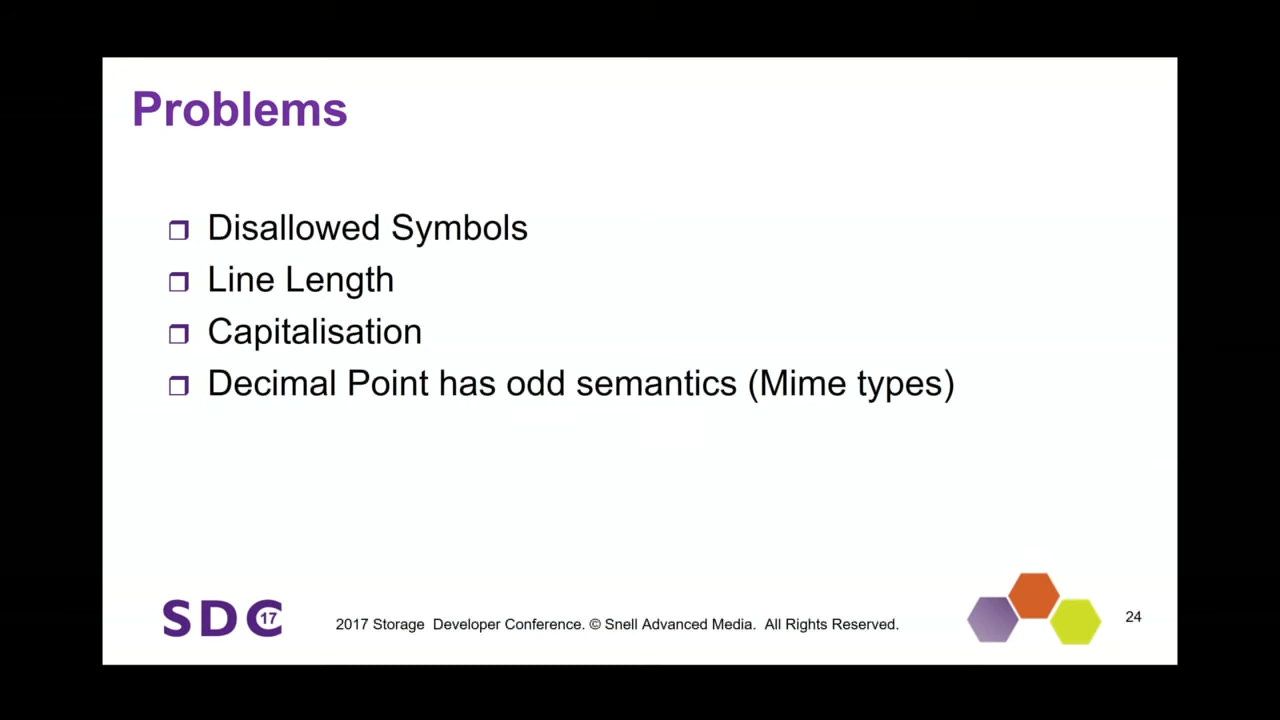 Problems
Disallowed Symbols
Line Length
Capitalisation
Decimal Point has odd semantics (Mime types)
SDC 17
2017 Storage Developer Conference. © Snell Advanced Media. All Rights Reserved.
24